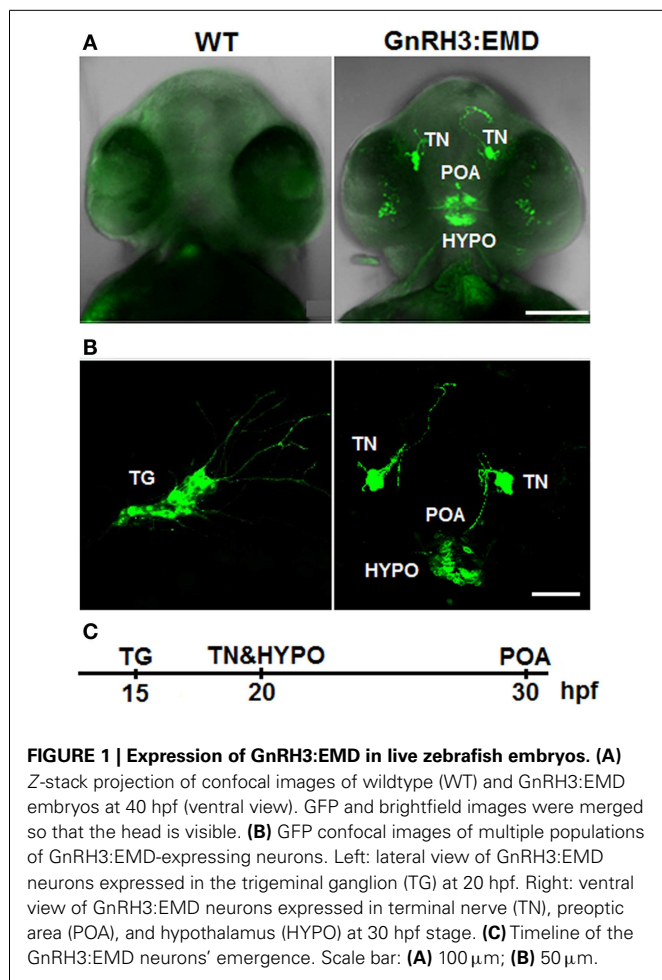 A
WT
GnRH3:EMD
TN
TN
POA
HYPO
B
TG
TN
TN
POA
HYPO
C
TG
TN&HYPO
POA
15
20
30
hpf
FIGURE 1 | Expression of GnRH3:EMD in live zebrafish embryos. (A)
Z-stack projection of confocal images of wildtype (WT) and GnRH3:EMD
embryos at 40 hpf (ventral view). GFP and brightfield images were merged
so that the head is visible. (B) GFP confocal images of multiple populations
of GnRH3:EMD-expressing neurons. Left: lateral view of GnRH3:EMD
neurons expressed in the trigeminal ganglion (TG) at 20 hpf. Right: ventral
view of GnRH3:EMD neurons expressed in terminal nerve (TN), preoptic
area (POA), and hypothalamus (HYPO) at 30 hpf stage. (C) Timeline of the
GnRH3:EMD neurons' emergence. Scale bar: (A) 100 μm; (B) 50 μm.